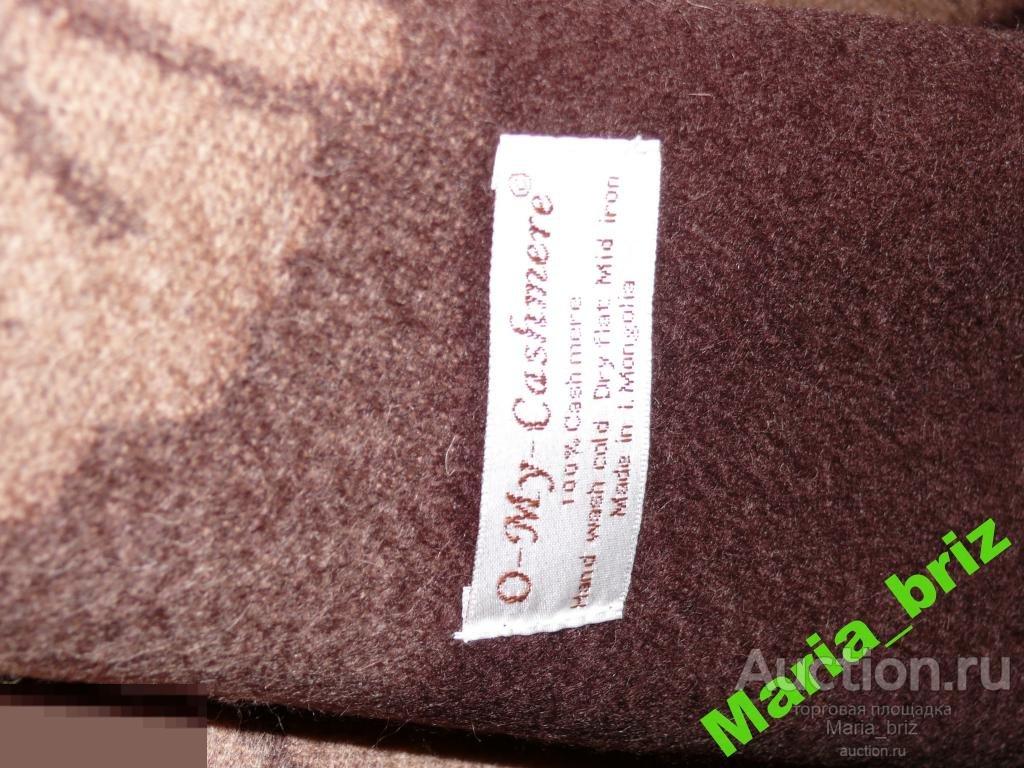 O-My-Cashmere©
100% Cashmere
Hand wash cold Dry flat Mid iron
Made in I.Mongolia
Maria_briz
Auction.ru
торговая площадка
Maria_briz
auction.ru